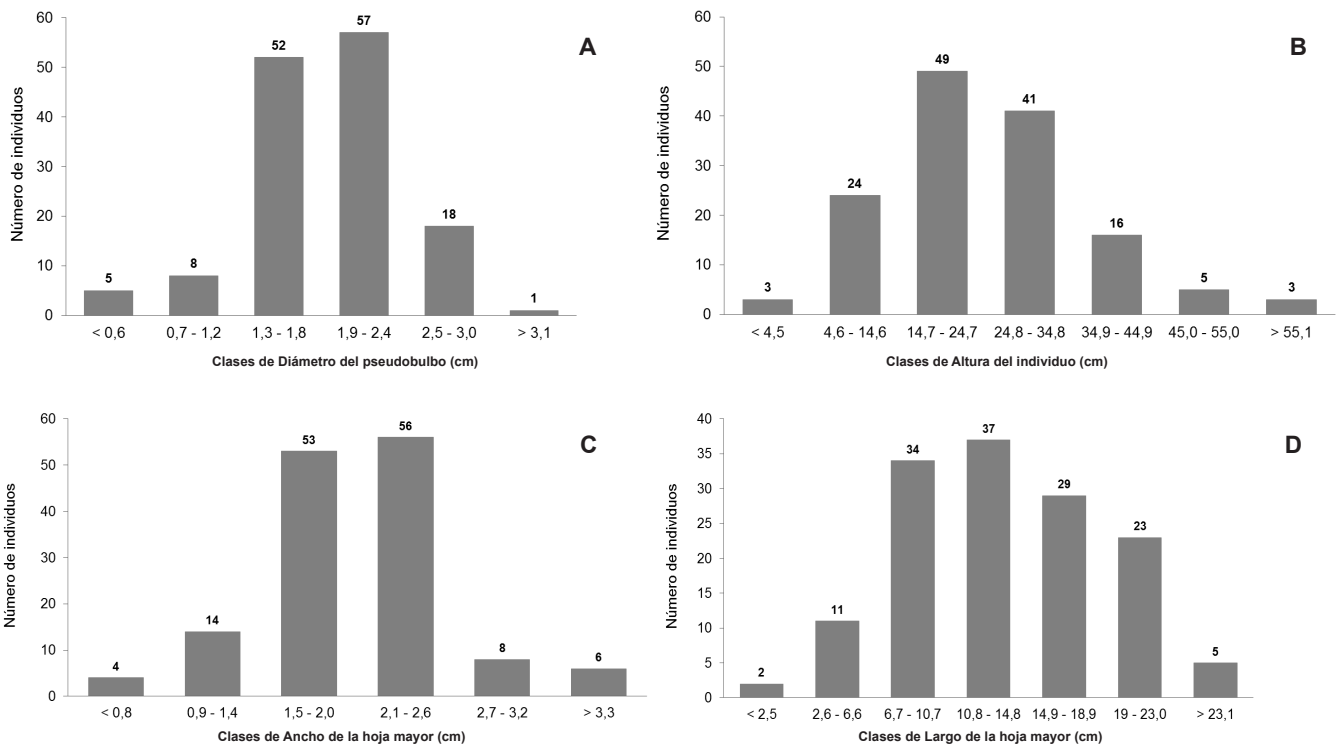 A
Número de individuos
60
50
40
30
20
10
0
5
8
52
57
18
1
< 0,6
0,7 - 1,2
1,3 - 1,8
1,9 - 2,4
2,5 - 3,0
> 3,1
Clases de Diámetro del pseudobulbo (cm)
B
Número de individuos
60
50
40
30
20
10
0
3
24
49
41
16
5
3
< 4,5
4,6 - 14,6
14,7 - 24,7
24,8 - 34,8
34,9 - 44,9
45,0 - 55,0
> 55,1
Clases de Altura del individuo (cm)
C
Número de individuos
60
50
40
30
20
10
0
4
14
53
56
8
6
< 0,8
0,9 - 1,4
1,5 - 2,0
2,1 - 2,6
2,7 - 3,2
> 3,3
Clases de Ancho de la hoja mayor (cm)
D
Número de individuos
40
35
30
25
20
15
10
5
0
2
11
34
37
29
23
5
< 2,5
2,6 - 6,6
6,7 - 10,7
10,8 - 14,8
14,9 - 18,9
19 - 23,0
> 23,1
Clases de Largo de la hoja mayor (cm)